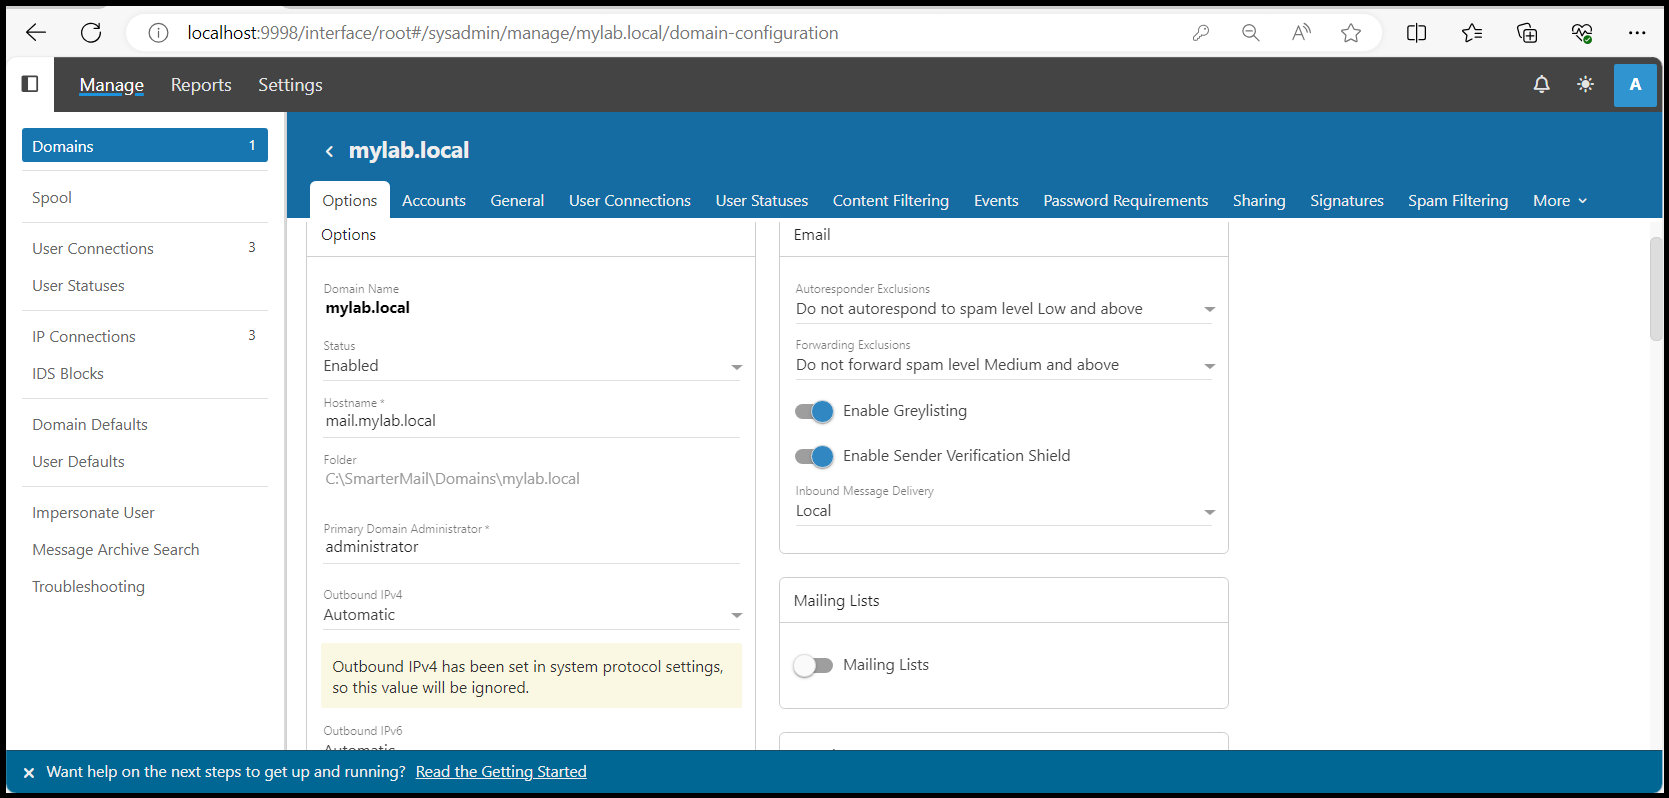 localhost:9998/interface/root#/sysadmin/manage/mylab.local/domain-configuration
Manage Reports Settings
A
Domains 1
Spool
User Connections 3
User Statuses
IP Connections 3
IDS Blocks
Domain Defaults
User Defaults
Impersonate User
Message Archive Search
Troubleshooting
mylab.local
Options Accounts General User Connections User Statuses Content Filtering Events Password Requirements Sharing Signatures Spam Filtering More
Options
Domain Name
mylab.local
Status
Enabled
Hostname *
mail.mylab.local
Folder
C:\SmarterMail\Domains\mylab.local
Primary Domain Administrator *
administrator
Outbound IPv4
Automatic
Outbound IPv4 has been set in system protocol settings,
so this value will be ignored.
Outbound IPv6
Automatic
Email
Autoresponder Exclusions
Do not autorespond to spam level Low and above
Forwarding Exclusions
Do not forward spam level Medium and above
Enable Greylisting
Enable Sender Verification Shield
Inbound Message Delivery
Local
Mailing Lists
Mailing Lists
Want help on the next steps to get up and running? Read the Getting Started